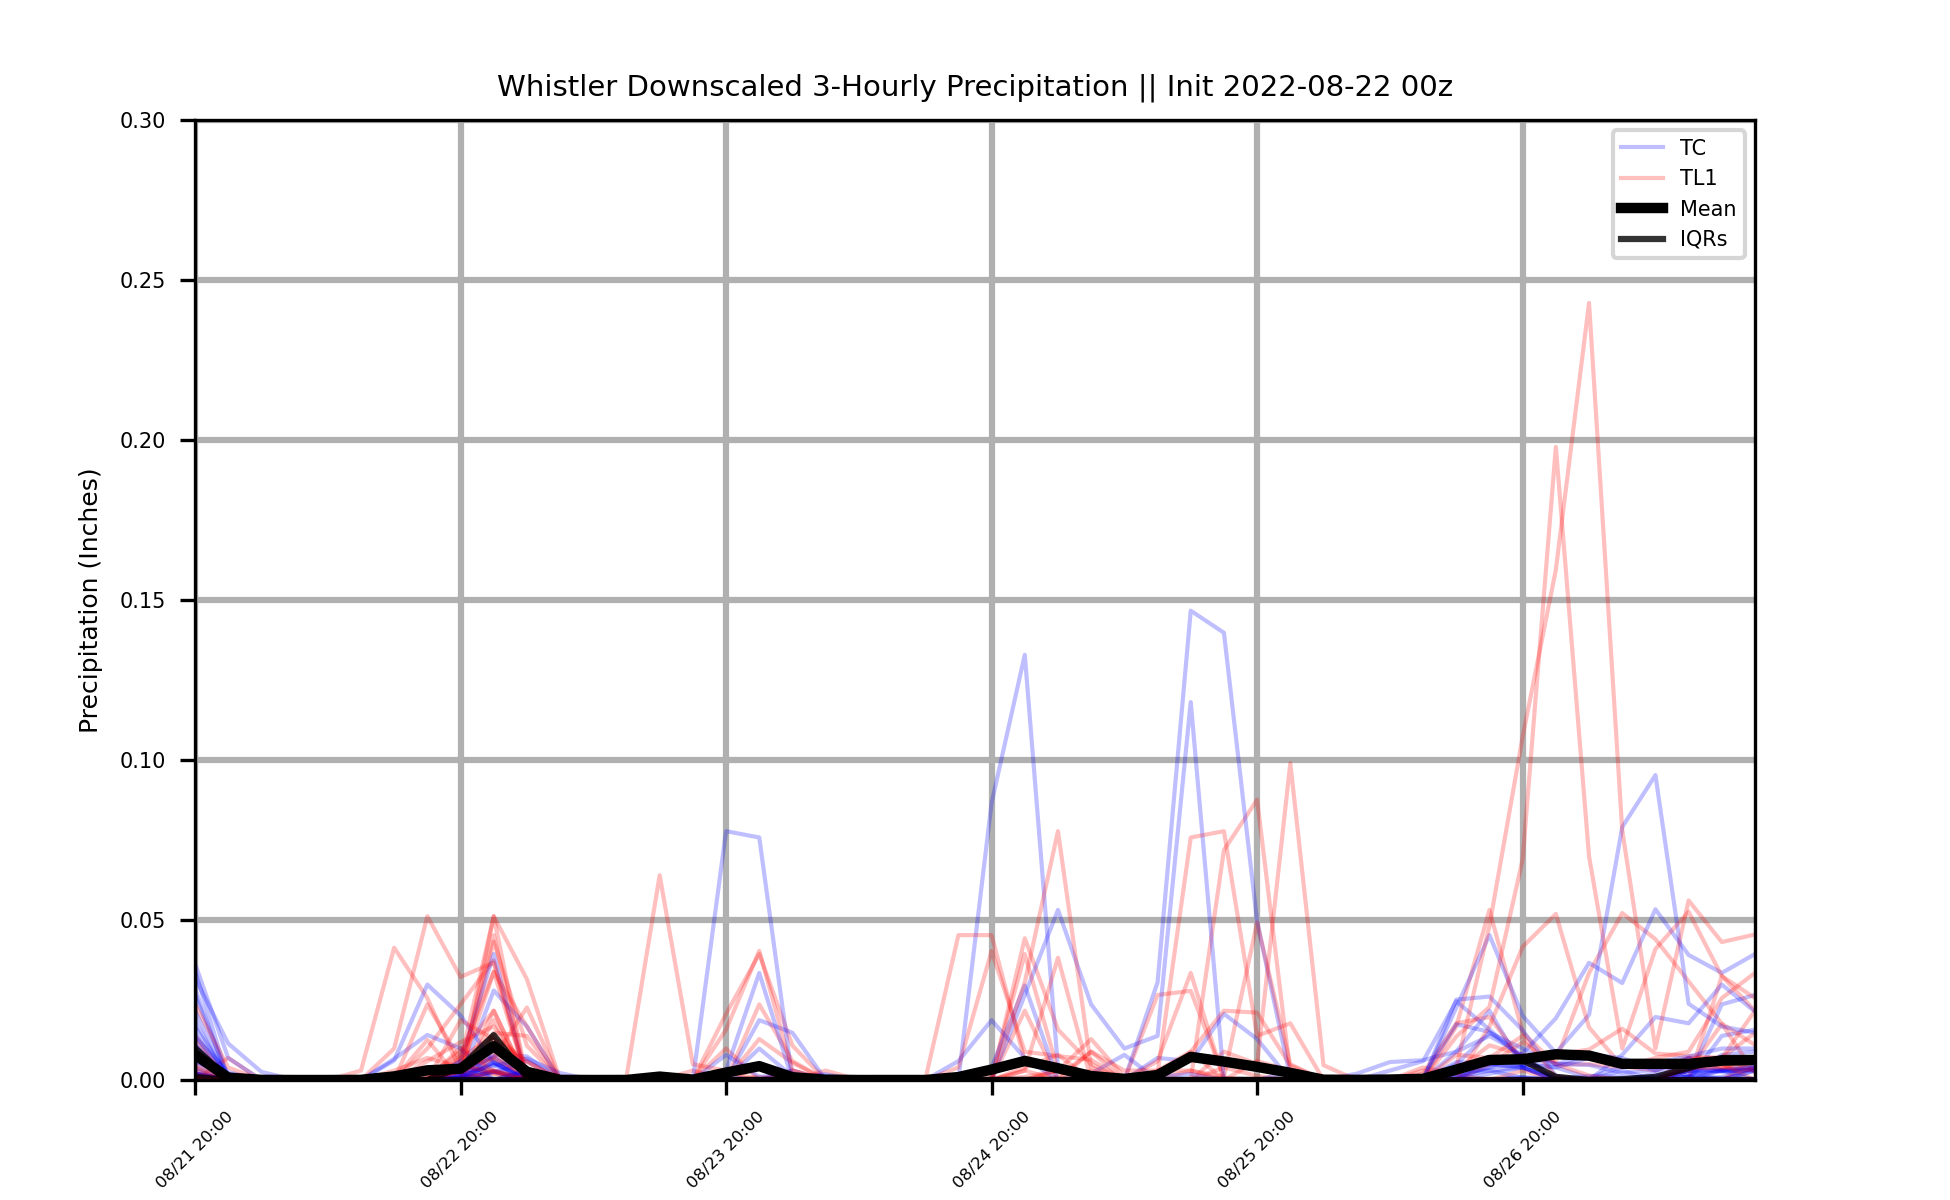 Whistler Downscaled 3-Hourly Precipitation || Init 2022-08-22 00z
TC
TL1
Mean
IQRs
Precipitation (Inches)
0.30
0.25
0.20
0.15
0.10
0.05
0.00
08/21 20:00
08/22 20:00
08/23 20:00
08/24 20:00
08/25 20:00
08/26 20:00